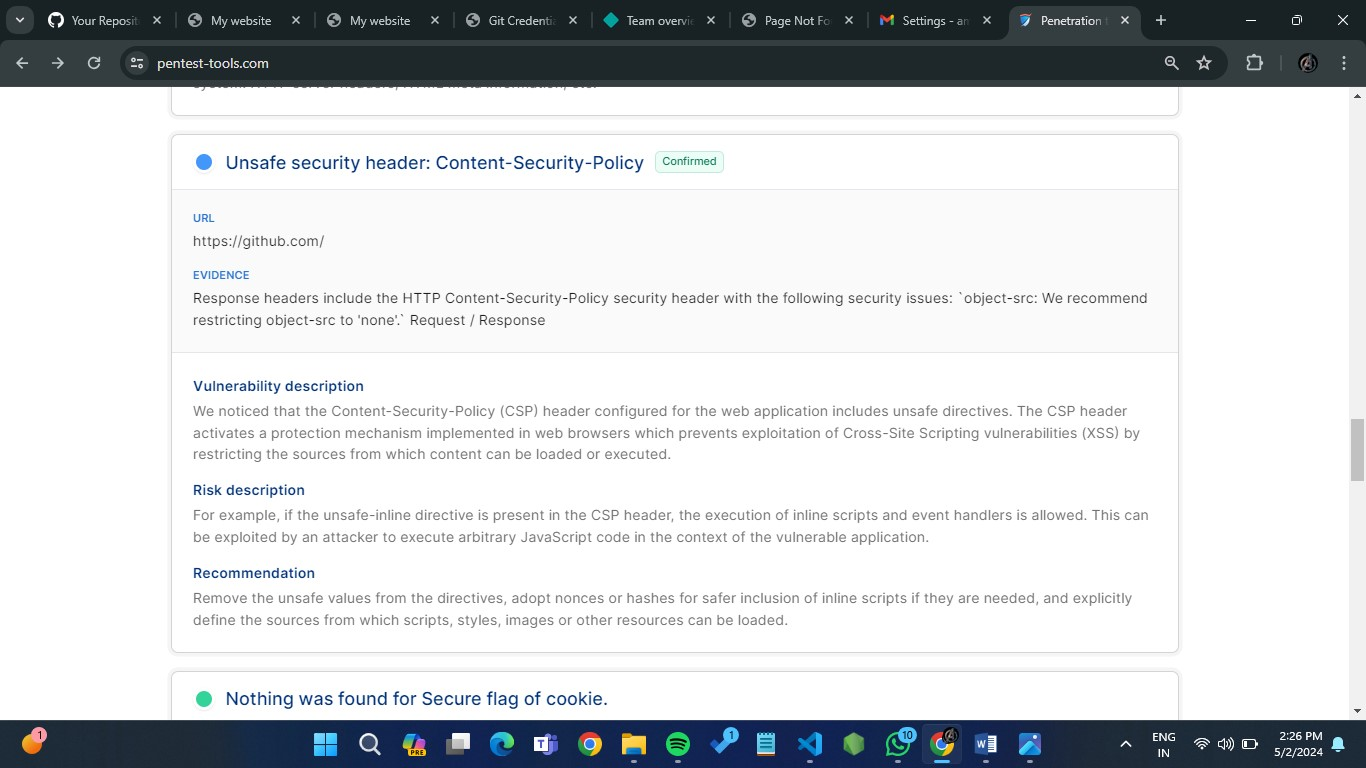 Your Reposit
My website
My website
Git Credentia
Team overvie
Page Not Fo
Settings - an
Penetration t
pentest-tools.com
Unsafe security header: Content-Security-Policy
Confirmed
URL
https://github.com/
EVIDENCE
Response headers include the HTTP Content-Security-Policy security header with the following security issues: `object-src: We recommend
restricting object-src to 'none'.` Request / Response
Vulnerability description
We noticed that the Content-Security-Policy (CSP) header configured for the web application includes unsafe directives. The CSP header
activates a protection mechanism implemented in web browsers which prevents exploitation of Cross-Site Scripting vulnerabilities (XSS) by
restricting the sources from which content can be loaded or executed.
Risk description
For example, if the unsafe-inline directive is present in the CSP header, the execution of inline scripts and event handlers is allowed. This can
be exploited by an attacker to execute arbitrary JavaScript code in the context of the vulnerable application.
Recommendation
Remove the unsafe values from the directives, adopt nonces or hashes for safer inclusion of inline scripts if they are needed, and explicitly
define the sources from which scripts, styles, images or other resources can be loaded.
Nothing was found for Secure flag of cookie.
1
PRE
1
10
ENG
IN
2:26 PM
5/2/2024